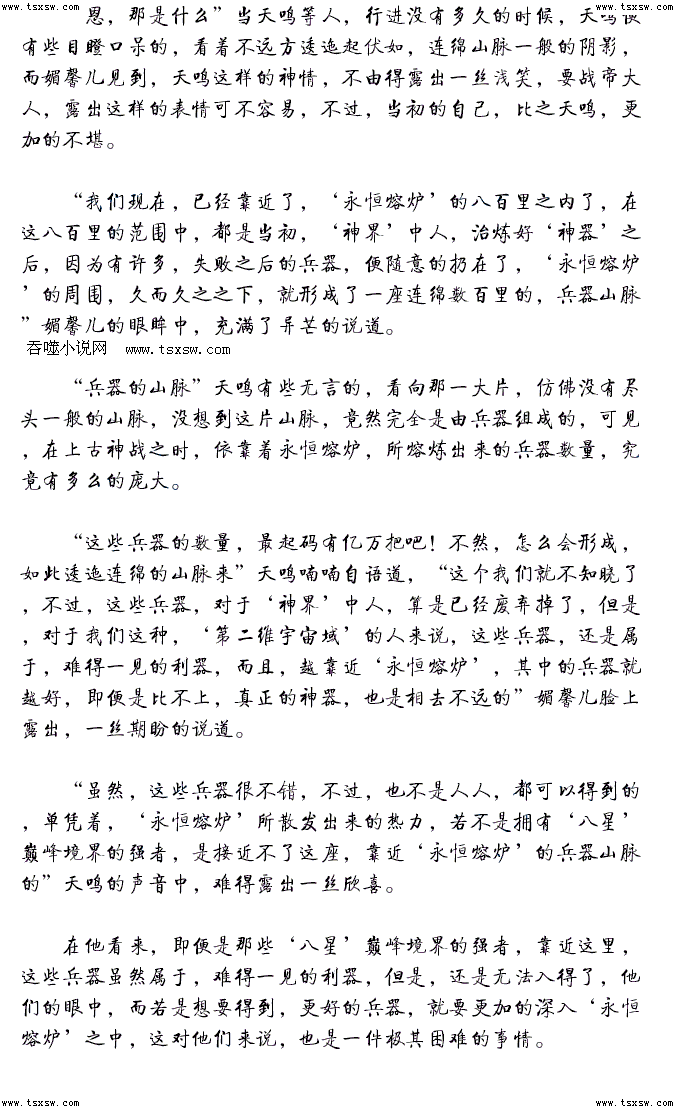 www.tsxsw.com www.tsxsw.com
恩，那是什么”当天鸣等人，行进没有多久的时候，天鸣便
有些目瞪口呆的，看着不远方逶迤起伏如，连绵山脉一般的阴影，
而媚馨儿见到，天鸣这样的神情，不由得露出一丝浅笑，要战帝大
人，露出这样的表情可不容易，不过，当初的自己，比之天鸣，更
加的不堪。
“我们现在，已经靠近了，‘永恒熔炉’的八百里之内了，在
这八百里的范围中，都是当初，‘神界’中人，冶炼好‘神器’之
后，因为有许多，失败之后的兵器，便随意的扔在了，‘永恒熔炉
’的周围，久而久之之下，就形成了一座连绵数百里的，兵器山脉
”媚馨儿的眼眸中，充满了异芒的说道。
吞噬小说网 www.tsxsw.com
“兵器的山脉”天鸣有些无言的，看向那一大片，仿佛没有尽
头一般的山脉，没想到这片山脉，竟然完全是由兵器组成的，可见
，在上古神战之时，依靠着永恒熔炉，所熔炼出来的兵器数量，究
竟有多么的庞大。
“这些兵器的数量，最起码有亿万把吧！不然，怎么会形成，
如此逶迤连绵的山脉来”天鸣喃喃自语道，“这个我们就不知晓了
，不过，这些兵器，对于‘神界’中人，算是已经废弃掉了，但是
，对于我们这种，‘第二维宇宙域’的人来说，这些兵器，还是属
于，难得一见的利器，而且，越靠近‘永恒熔炉’，其中的兵器就
越好，即便是比不上，真正的神器，也是相去不远的”媚馨儿脸上
露出，一丝期盼的说道。
“虽然，这些兵器很不错，不过，也不是人人，都可以得到的
，单凭着，‘永恒熔炉’所散发出来的热力，若不是拥有‘八星’
巅峰境界的强者，是接近不了这座，靠近‘永恒熔炉’的兵器山脉
的”天鸣的声音中，难得露出一丝欣喜。
在他看来，即便是那些‘八星’巅峰境界的强者，靠近这里，
这些兵器虽然属于，难得一见的利器，但是，还是无法入得了，他
们的眼中，而若是想要得到，更好的兵器，就要更加的深入‘永恒
熔炉’之中，这对他们来说，也是一件极其困难的事情。
www.tsxsw.com www.tsxsw.com